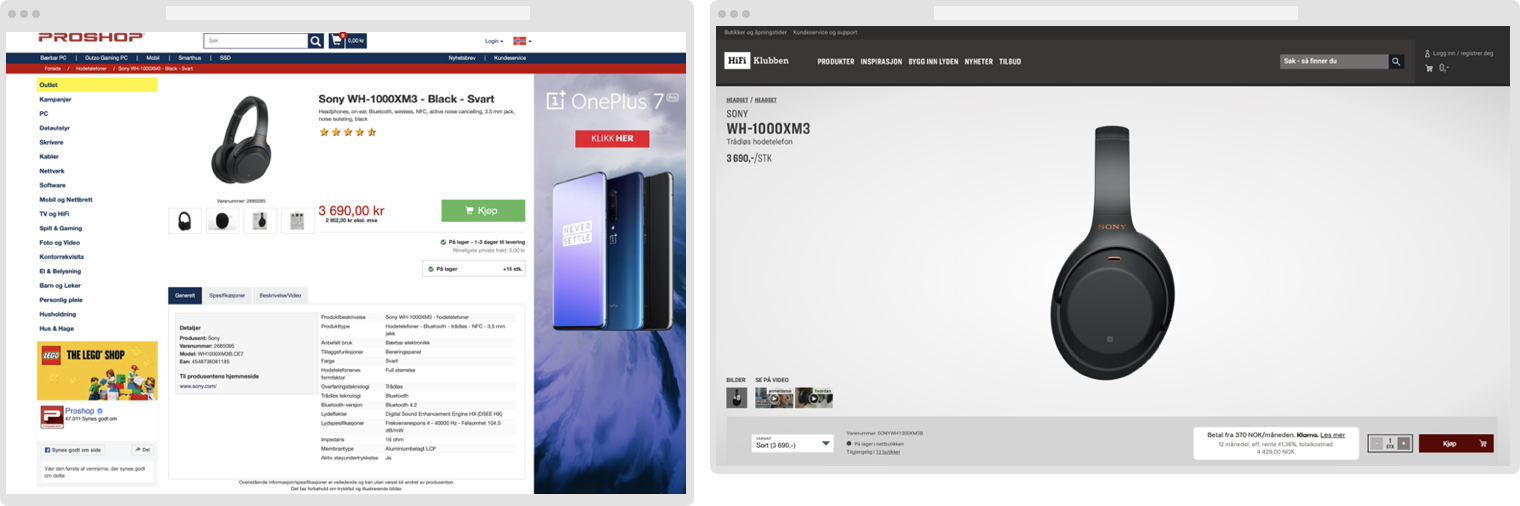 PROSHOP
Søk
0,00 kr
Login
Bærbar PC | Dutzo Gaming PC | Mobil | Smarthus | SSD
Nyhetsbrev | Kundeservice
Forside / Hodetelefoner / Sony WH-1000XM3 - Black - Svart
Outlet
Kampanjer
PC
Datautstyr
Skrivere
Kabler
Nettverk
Software
Mobil og Nettbrett
TV og HiFi
Spill & Gaming
Foto og Video
Kontorrekvisita
El & Belysning
Barn og Leker
Personlig pleie
Husholdning
Hus & Hage
LEGO THE LEGO SHOP
Proshop
47.011 Synes godt om
Synes godt om side
Del
Vær den første af vennerne, der synes godt
om dette
Sony WH-1000XM3 - Black - Svart
Headphones, on-ear, Bluetooth, wireless, NFC, active noise cancelling, 3.5 mm jack,
noise isolating, black
Varenummer: 2685095
3 690,00 kr
2 952,00 kr ekskl. mva
Kjøp
På lager - 1-3 dager til levering
Rimeligste private frakt: 0,00 kr
På lager +15 stk.
Generelt
Spesifikasjoner
Beskrivelse/Video
Detaljer
Produsent: Sony
Varenummer: 2685095
Model: WH1000XM3B.CE7
Ean: 4548736081185
Til produsentens hjemmeside
www.sony.com/
Produktbeskrivelse Sony WH-1000XM3 - hodetelefoner
Produkttype Hodetelefoner - Bluetooth - trådløs - NFC - 3,5 mm
jakk
Anbefalt bruk Bærbar elektronikk
Tilleggsfunksjoner Berøringspanel
Farge Svart
Hodetelefonenes Full størrelse
formfaktor
Overføringsteknologi Trådløs
Trådløs teknologi Bluetooth
Bluetooth-versjon Bluetooth 4.2
Lydeffekter Digital Sound Enhancement Engine HX (DSEE HX)
Lydspesifikasjoner Frekvensrespons 4 - 40000 Hz - Følsomhet 104.5
dB/mW
Impedans 16 ohm
Membrantype Aluminiumbelagt LCP
Aktiv støyundertrykkelse Ja
Ovenstående informasjon/spesifikasjoner er veiledende og kan uten varsel bli endret av produsenten.
Det tas forbehold om trykkfeil og illustrerende bilder.
OnePlus 7 Pro
KLIKK HER
NEVER
SETTLE
Butikker og åpningstider Kundeservice og support
HiFi Klubben
PRODUKTER INSPIRASJON BYGG INN LYDEN NYHETER TILBUD
Søk - så finner du
Logg inn / registrer deg
0,-
HEADSET / HEADSET
SONY
WH-1000XM3
Trådløs hodetelefon
3 690,-/STK
SONY
BILDER
SE PÅ VIDEO
VARIANT
Sort (3 690,-)
Varenummer: SONYWH1000XM3B
På lager i nettbutikken
Tilgjengelig i 13 butikker
Betal fra 370 NOK/måneden. Klarna. Les mer
12 måneder, eff. rente 41,36%, totalkostnad
4 429,00 NOK.
- 1 +
STK
Kjøp